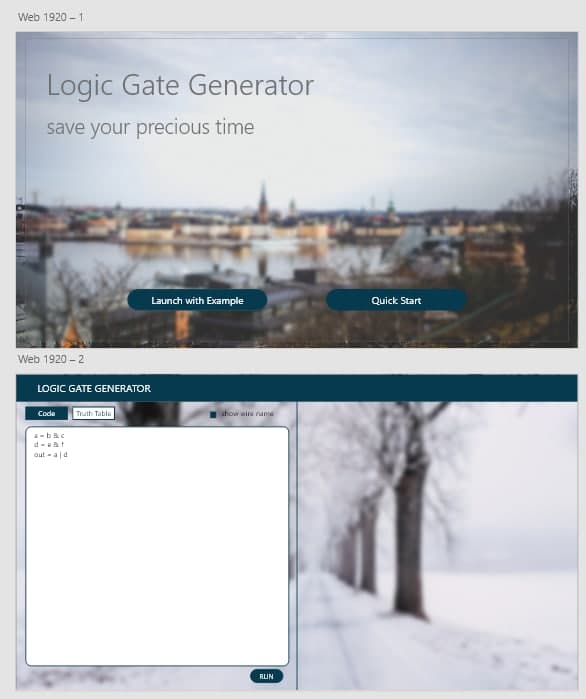 Web 1920 – 1
Logic Gate Generator
save your precious time
Launch with Example
Quick Start
Web 1920 – 2
LOGIC GATE GENERATOR
Code
Truth Table
show wire name
a = b & c
d = e & f
out = a | d
RUN